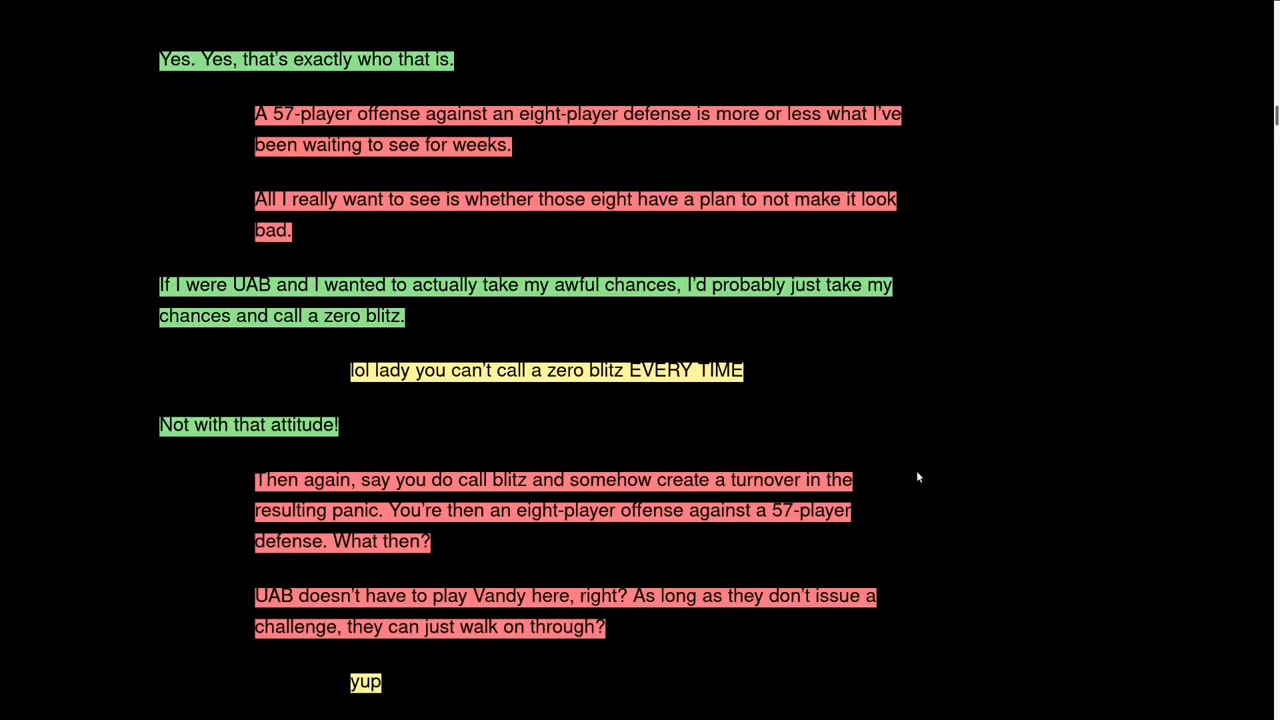 Yes. Yes, that’s exactly who that is.
A 57-player offense against an eight-player defense is more or less what I’ve
been waiting to see for weeks.
All I really want to see is whether those eight have a plan to not make it look
bad.
If I were UAB and I wanted to actually take my awful chances, I’d probably just take my
chances and call a zero blitz.
lol lady you can’t call a zero blitz EVERY TIME
Not with that attitude!
Then again, say you do call blitz and somehow create a turnover in the
resulting panic. You’re then an eight-player offense against a 57-player
defense. What then?
UAB doesn’t have to play Vandy here, right? As long as they don’t issue a
challenge, they can just walk on through?
yup